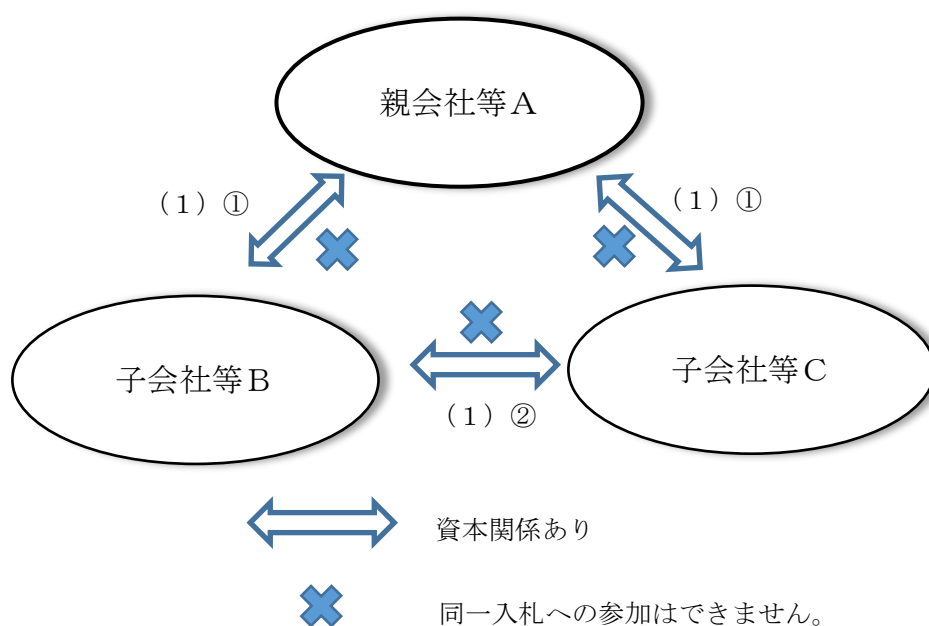 親会社等Ａ
（１）①
（１）①
子会社等Ｂ
子会社等Ｃ
（１）②
資本関係あり
同一入札への参加はできません。